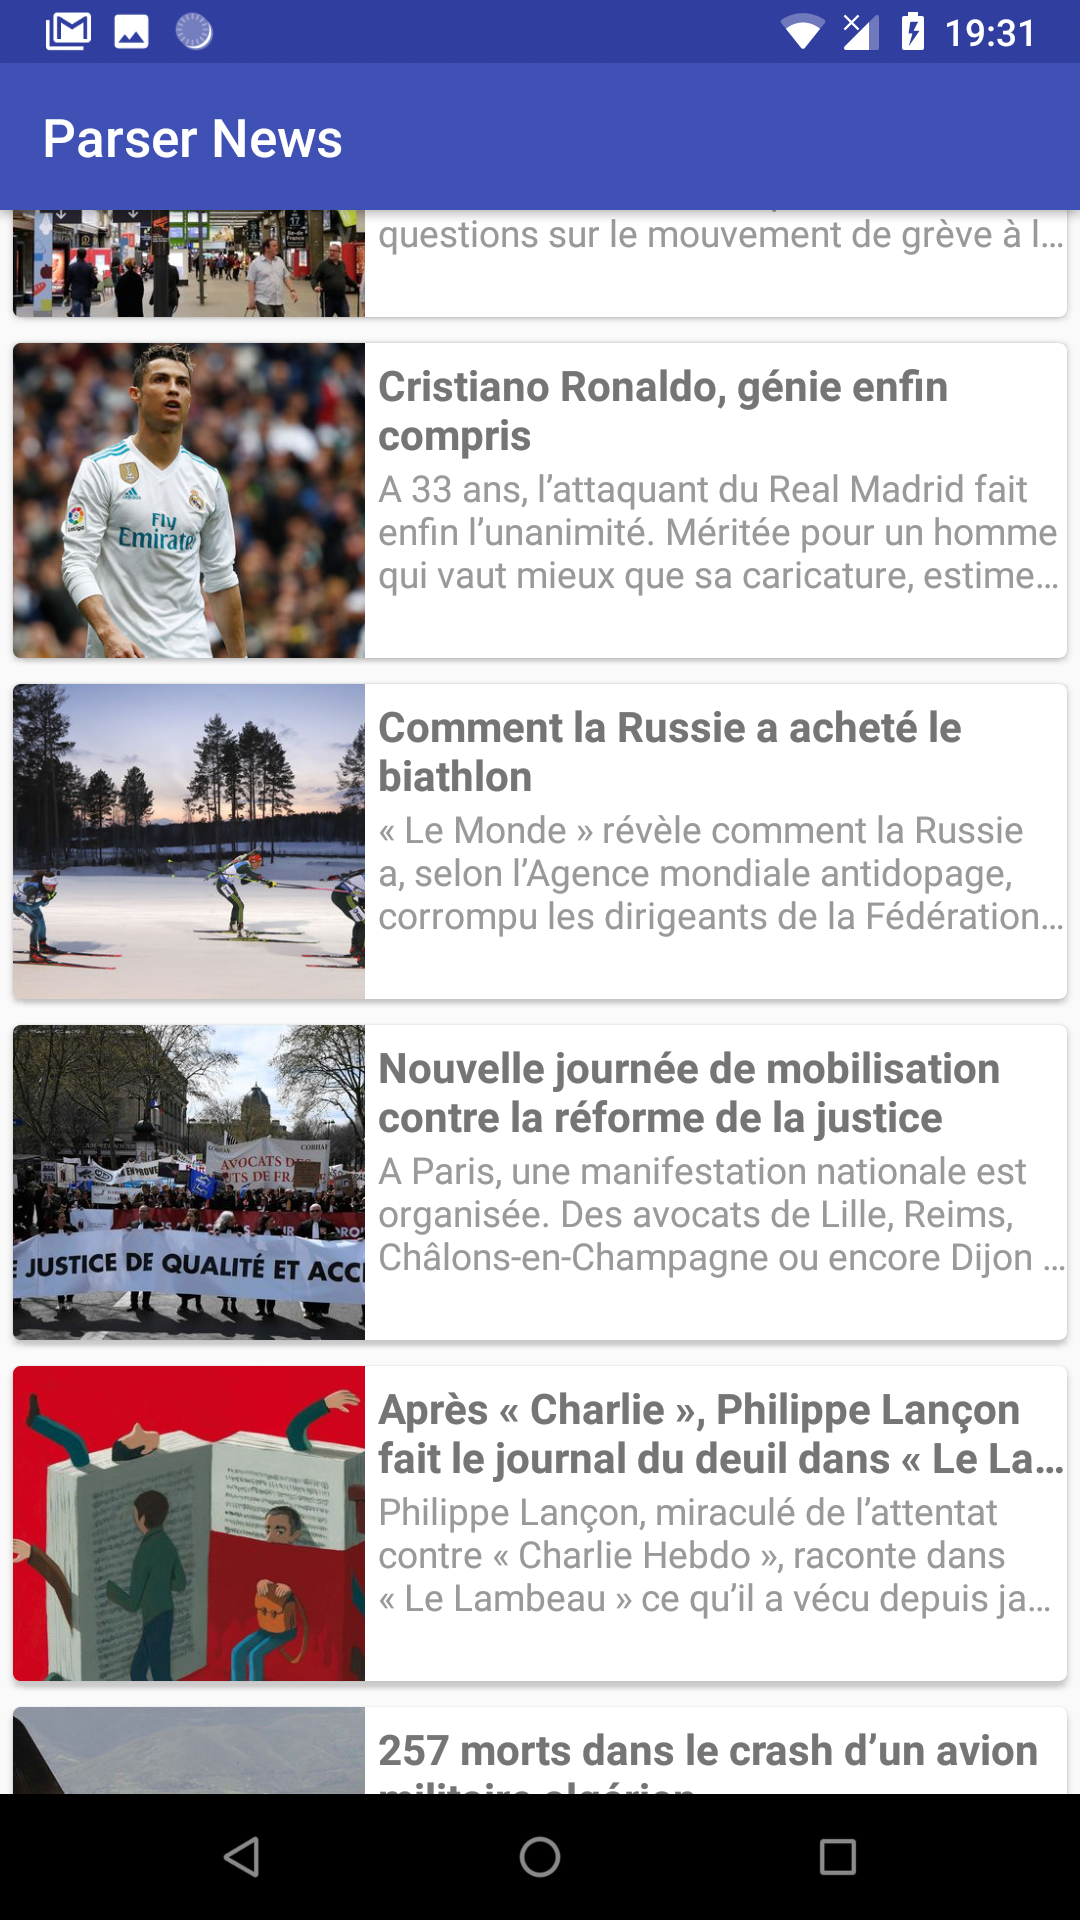 19:31
Parser News
questions sur le mouvement de grève à l…
17
Cristiano Ronaldo, génie enfin
compris
A 33 ans, l’attaquant du Real Madrid fait
enfin l’unanimité. Méritée pour un homme
qui vaut mieux que sa caricature, estime…
Fly
Emirates
Comment la Russie a acheté le
biathlon
« Le Monde » révèle comment la Russie
a, selon l’Agence mondiale antidopage,
corrompu les dirigeants de la Fédération…
Nouvelle journée de mobilisation
contre la réforme de la justice
A Paris, une manifestation nationale est
organisée. Des avocats de Lille, Reims,
Châlons-en-Champagne ou encore Dijon …
AVOCATS DE
JUSTICE DE QUALITÉ ET ACC
Après « Charlie », Philippe Lançon
fait le journal du deuil dans « Le La…
Philippe Lançon, miraculé de l’attentat
contre « Charlie Hebdo », raconte dans
« Le Lambeau » ce qu’il a vécu depuis ja…
257 morts dans le crash d’un avion
militaire algérien